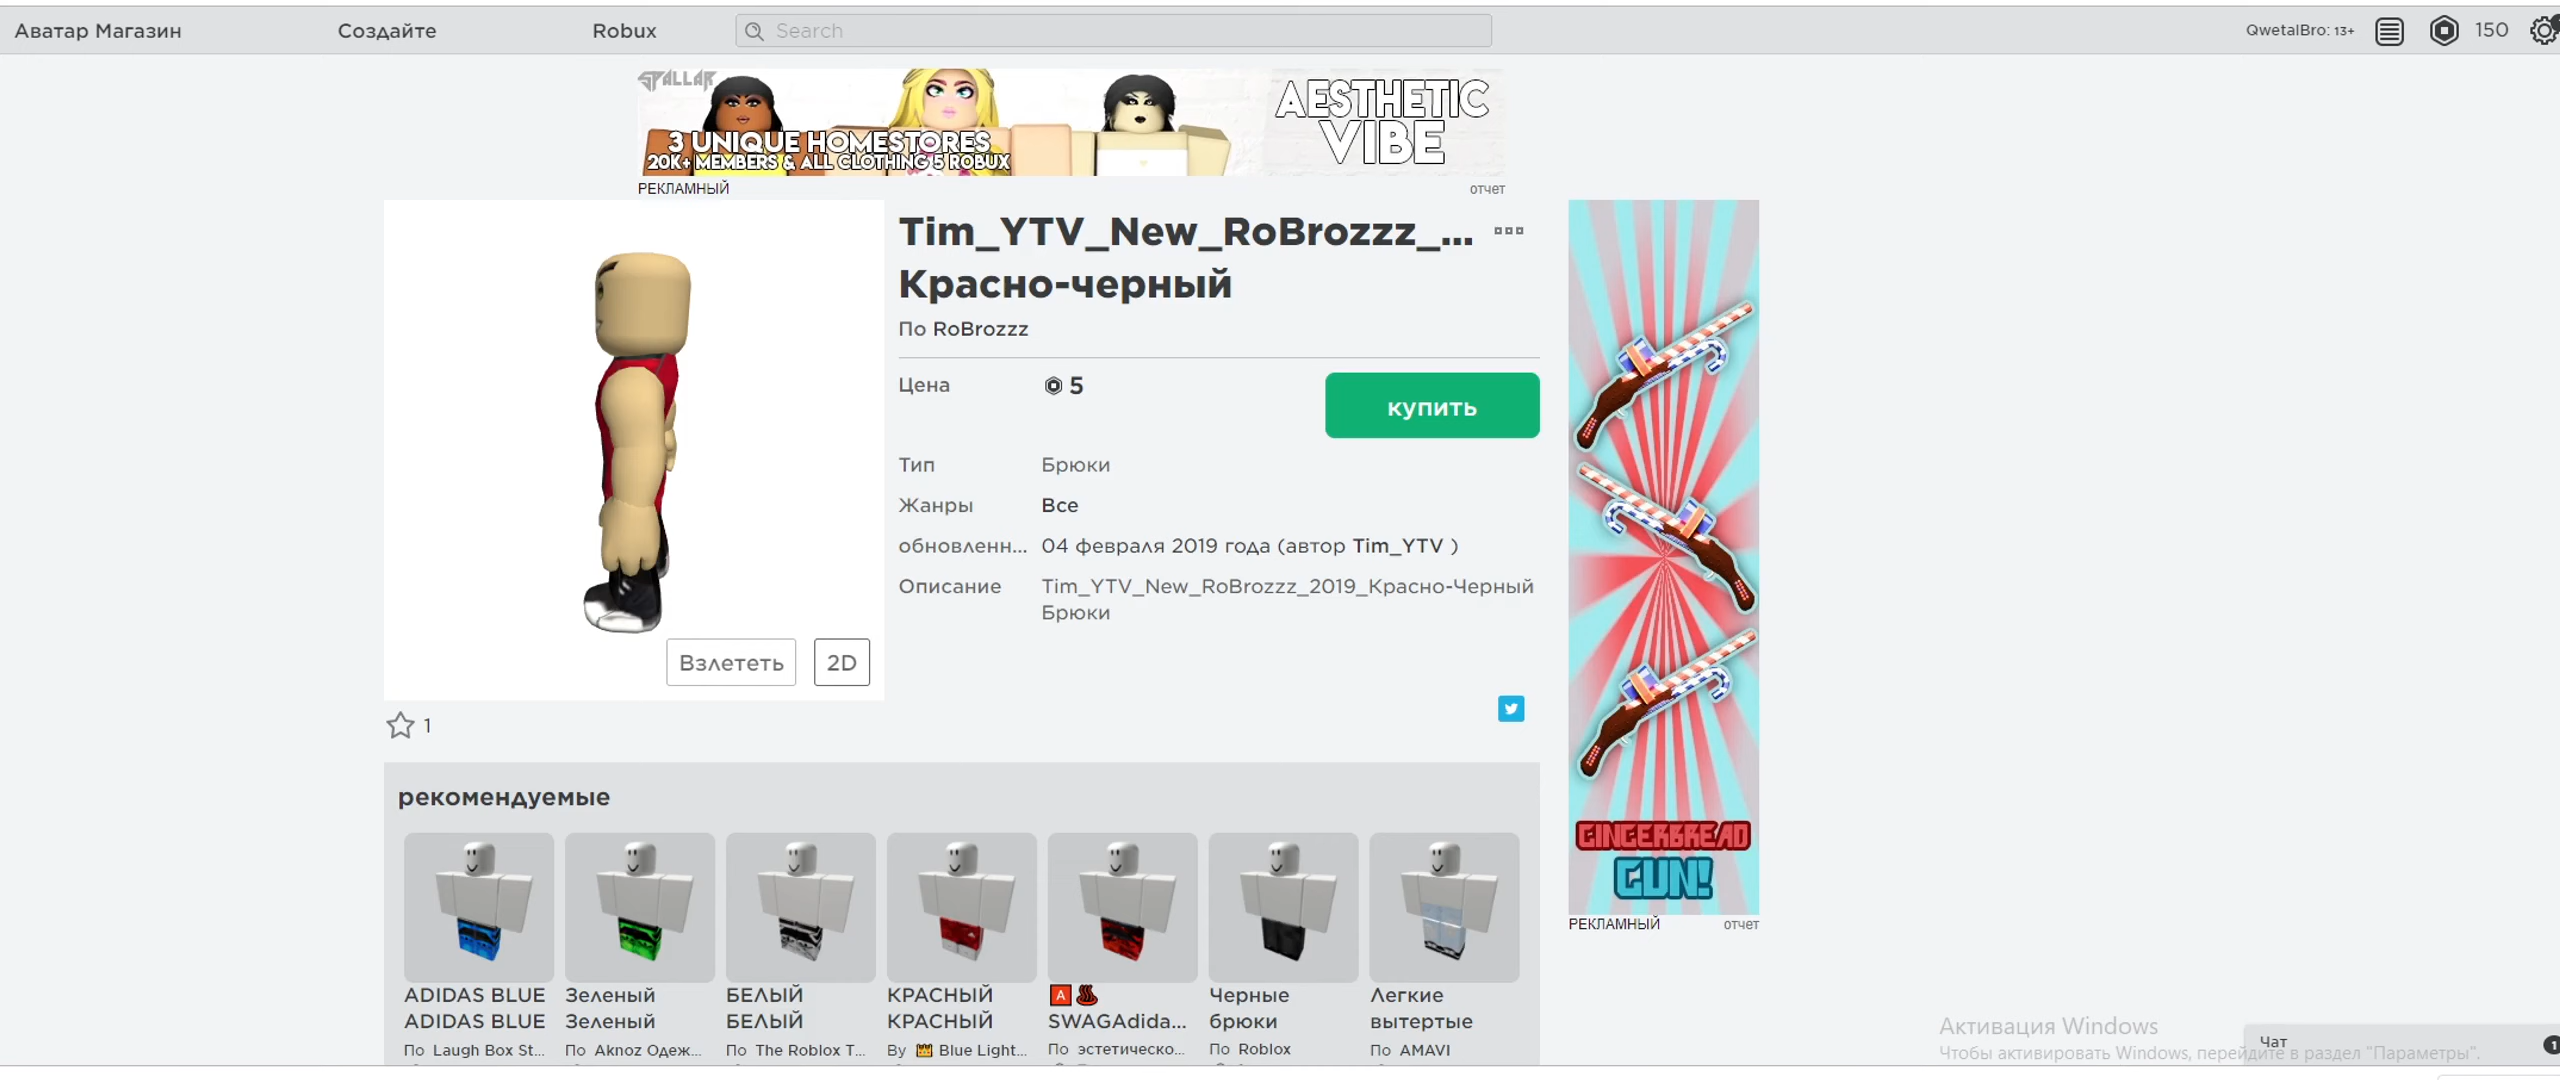 Аватар Магазин
Создайте
Robux
Search
QwetalBro: 13+
150
SPALLAR
3 UNIQUE HOMESTORES
20K+ MEMBERS & ALL CLOTHING 5 ROBUX
AESTHETIC
VIBE
РЕКЛАМНЫЙ
отчет
Tim_YTV_New_RoBrozzz_...
Красно-черный
По RoBrozzz
Цена
5
купить
Тип
Брюки
Жанры
Все
обновленн...
04 февраля 2019 года (автор Tim_YTV )
Описание
Tim_YTV_New_RoBrozzz_2019_Красно-Черный
Брюки
Взлететь
2D
1
рекомендуемые
ADIDAS BLUE
ADIDAS BLUE
По Laugh Box St...
Зеленый
Зеленый
По Aknoz Одеж...
БЕЛЫЙ
БЕЛЫЙ
По The Roblox T...
КРАСНЫЙ
КРАСНЫЙ
By Blue Light...
A
SWAGAdida...
По эстетическо...
Черные
брюки
По Roblox
Легкие
вытертые
По AMAVI
GINGERBREAD
GUN!
РЕКЛАМНЫЙ
отчет
Активация Windows
Чтобы активировать Windows, перейдите в раздел "Параметры".
Чат
1